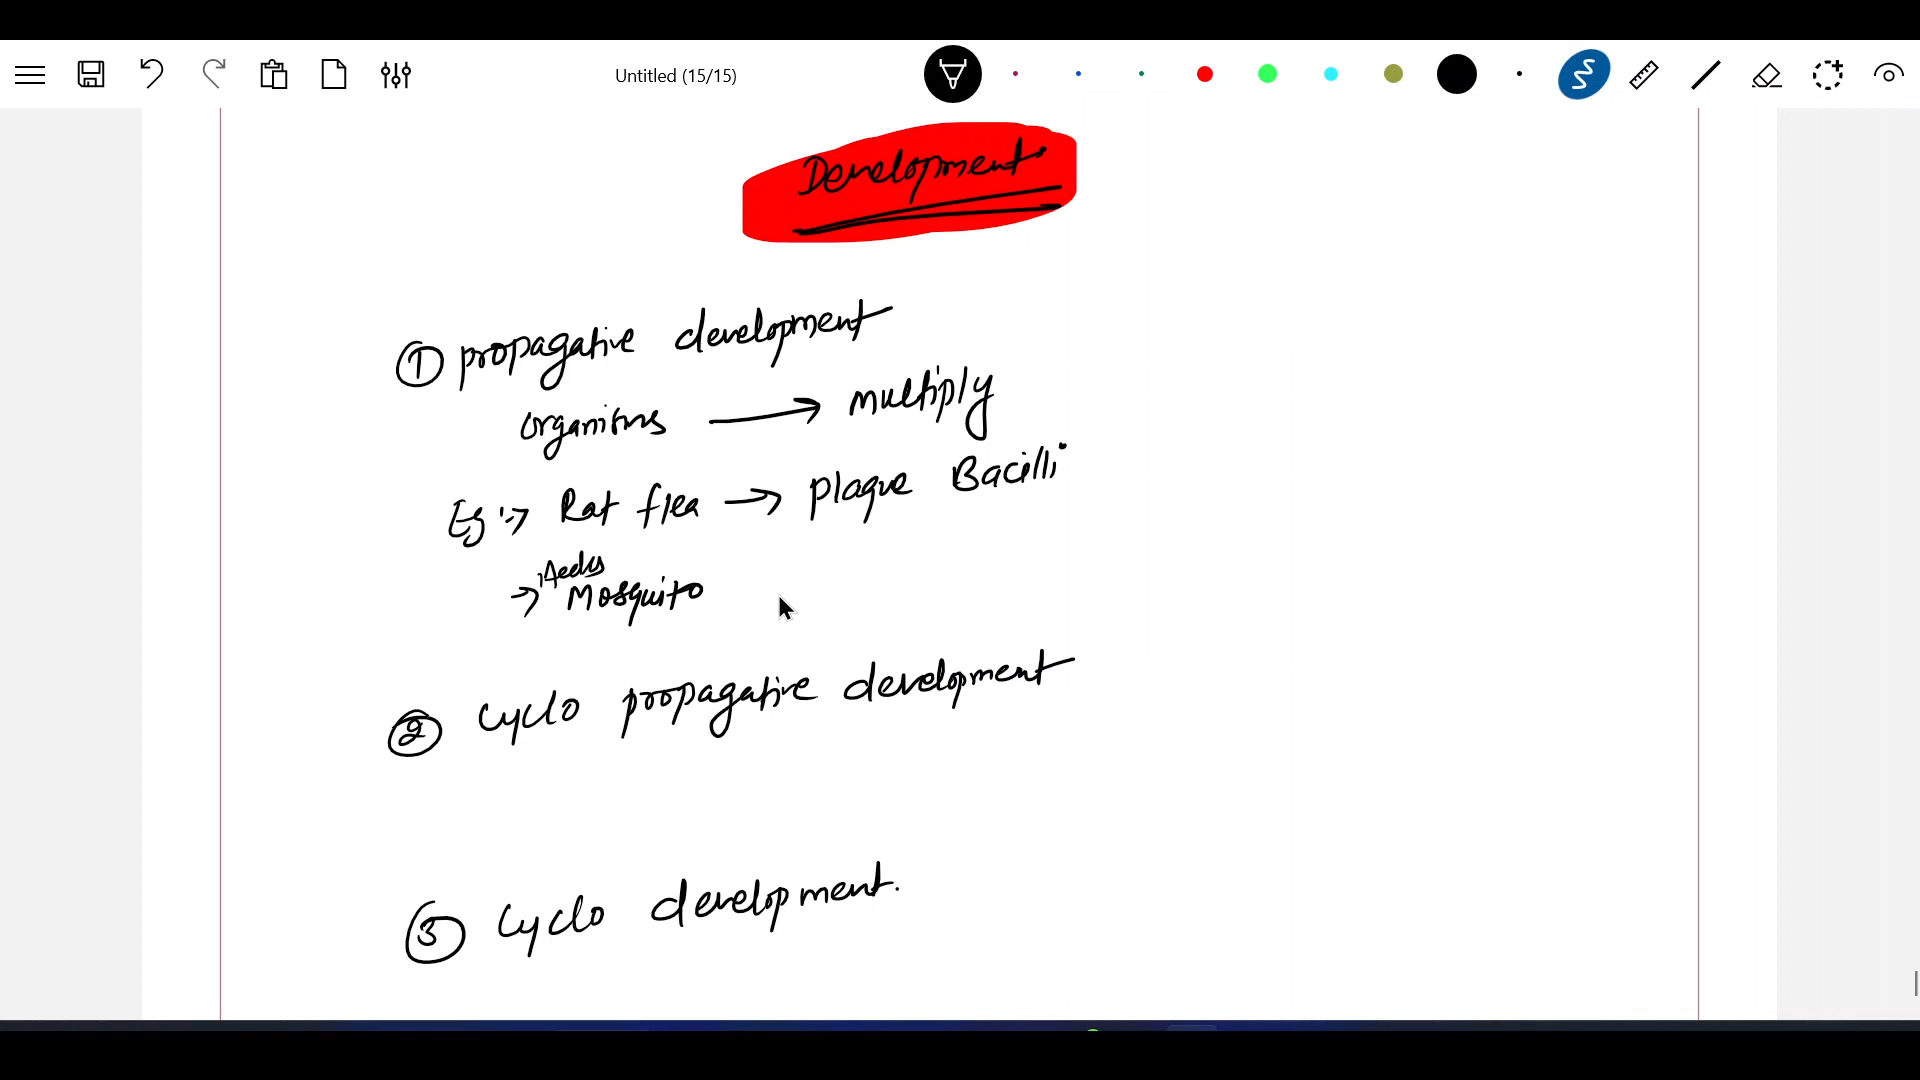 Untitled (15/15)
Development
① propagative development
organisms → multiply
Eg :→ Rat flea → plaque Bacilli
Aedes
→ Mosquito
② Cyclo propagative development
③ Cyclo development.